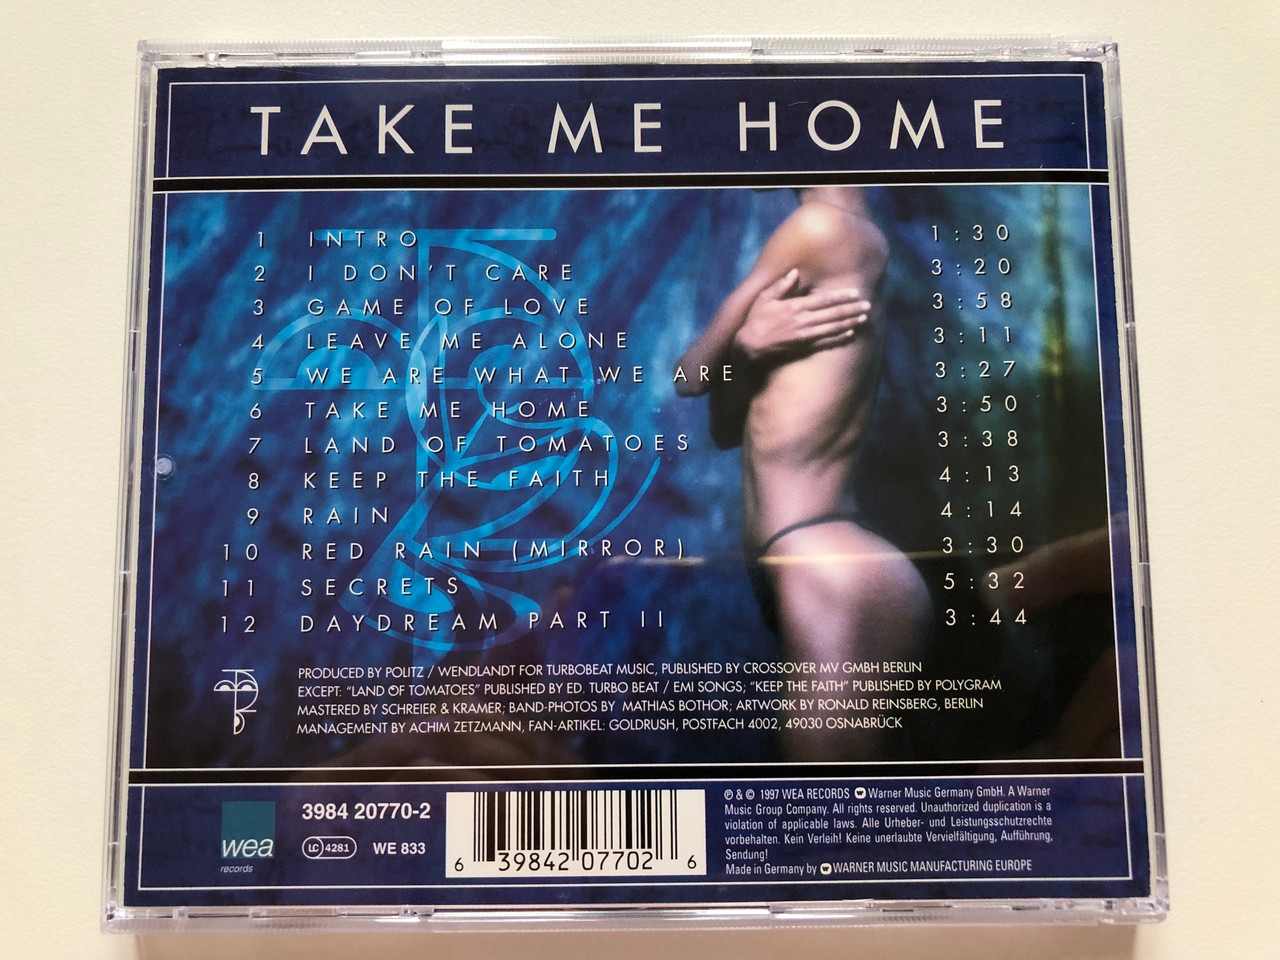 TAKE ME HOME
1 INTRO 1:30
2 I DON'T CARE 3:20
3 GAME OF LOVE 3:58
4 LEAVE ME ALONE 3:11
5 WE ARE WHAT WE ARE 3:27
6 TAKE ME HOME 3:50
7 LAND OF TOMATOES 3:38
8 KEEP THE FAITH 4:13
9 RAIN 4:14
10 RED RAIN (MIRROR) 3:30
11 SECRETS 5:32
12 DAYDREAM PART II 3:44
PRODUCED BY POLITZ / WENDLANDT FOR TURBOBEAT MUSIC, PUBLISHED BY CROSSOVER MV GMBH BERLIN
EXCEPT: "LAND OF TOMATOES" PUBLISHED BY ED. TURBO BEAT / EMI SONGS; "KEEP THE FAITH" PUBLISHED BY POLYGRAM
MASTERED BY SCHREIER & KRAMER; BAND-PHOTOS BY MATHIAS BOTHOR; ARTWORK BY RONALD REINSBERG, BERLIN
MANAGEMENT BY ACHIM ZETZMANN, FAN-ARTIKEL: GOLDRUSH, POSTFACH 4002, 49030 OSNABRÜCK
wea
records
3984 20770-2
LC 4281 WE 833
6 39842 07702 6
℗ & © 1997 WEA RECORDS Warner Music Germany GmbH. A Warner
Music Group Company. All rights reserved. Unauthorized duplication is a
violation of applicable laws. Alle Urheber- und Leistungsschutzrechte
vorbehalten. Kein Verleih! Keine unerlaubte Vervielfältigung, Aufführung,
Sendung!
Made in Germany by WARNER MUSIC MANUFACTURING EUROPE